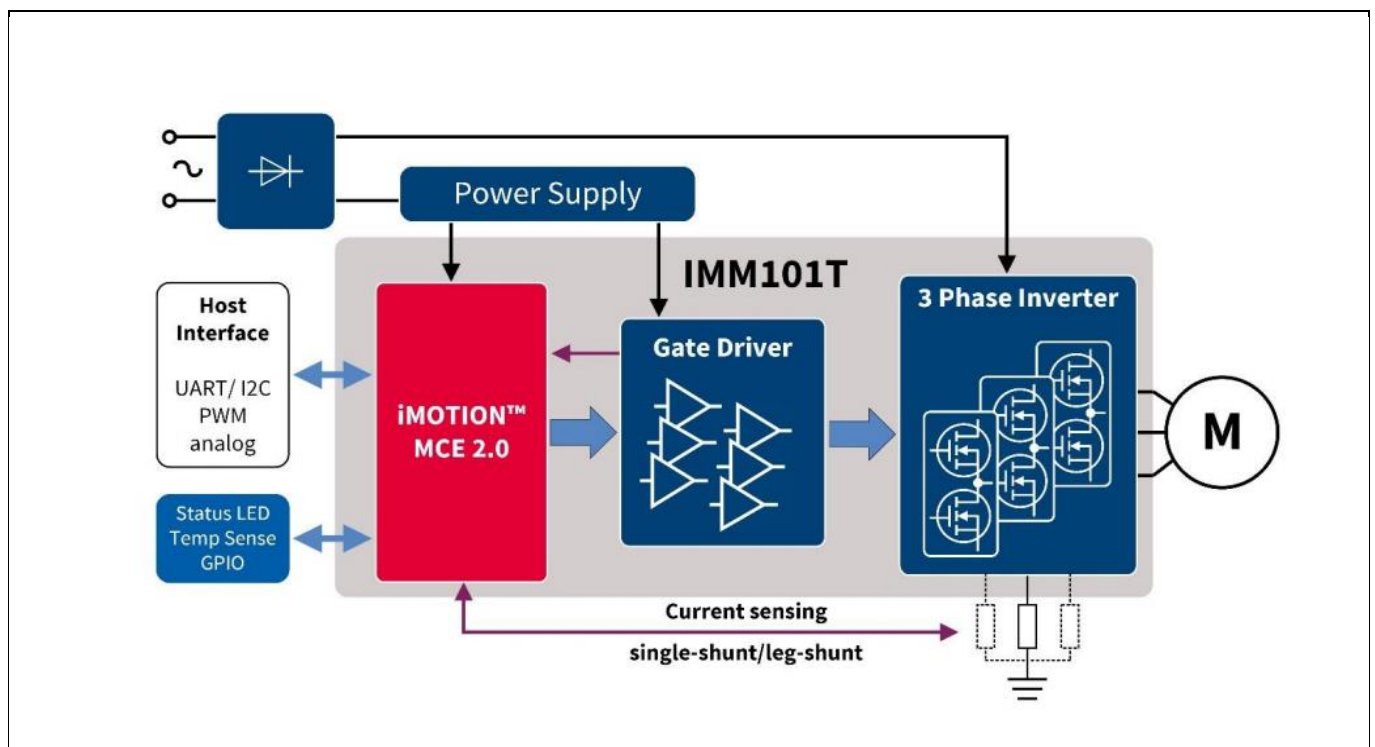 Power Supply
IMM101T
Host
Interface
UART/ I2C
PWM
analog
Status LED
Temp Sense
GPIO
iMOTION™
MCE 2.0
Gate Driver
3 Phase Inverter
M
Current sensing
single-shunt/leg-shunt